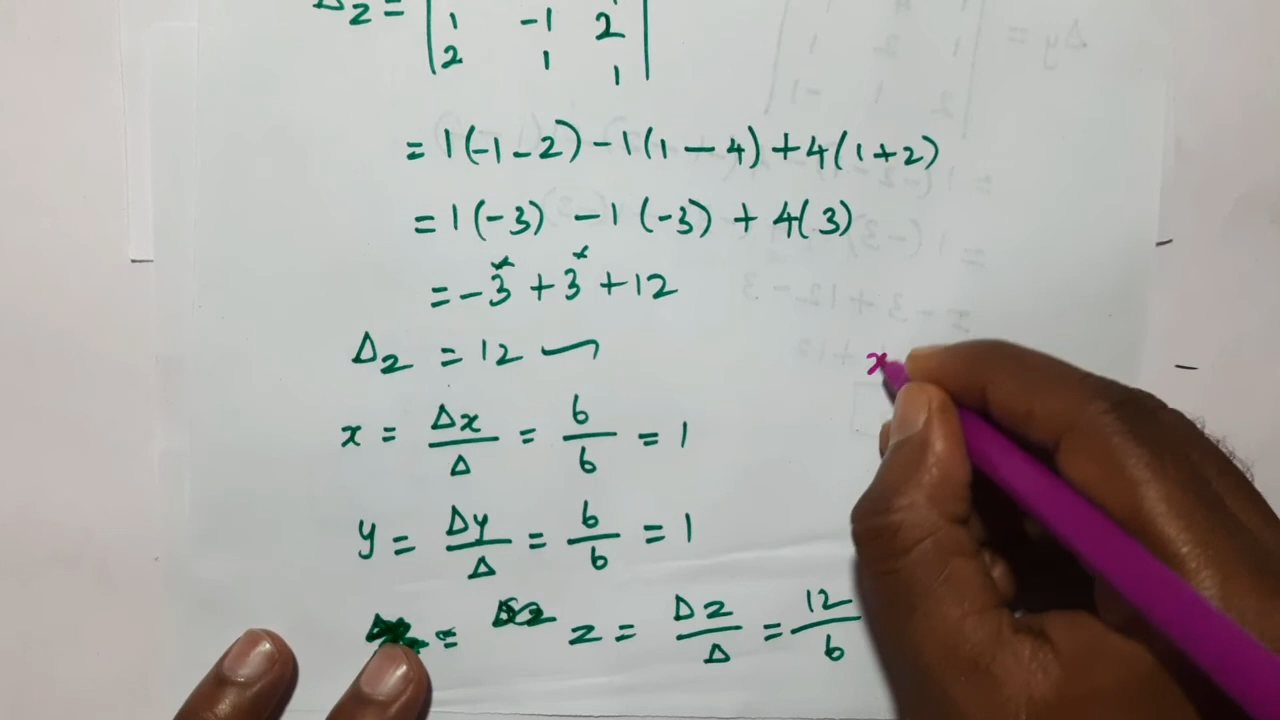 Δz =
1 -1 2
2 1 1
= 1(-1-2) -1(1-4) +4(1+2)
= 1(-3) -1(-3) + 4(3)
= -3 + 3 + 12
Δz = 12
x = Δx/Δ = 6/6 = 1
y = Δy/Δ = 6/6 = 1
= z = Δz/Δ = 12/6
x